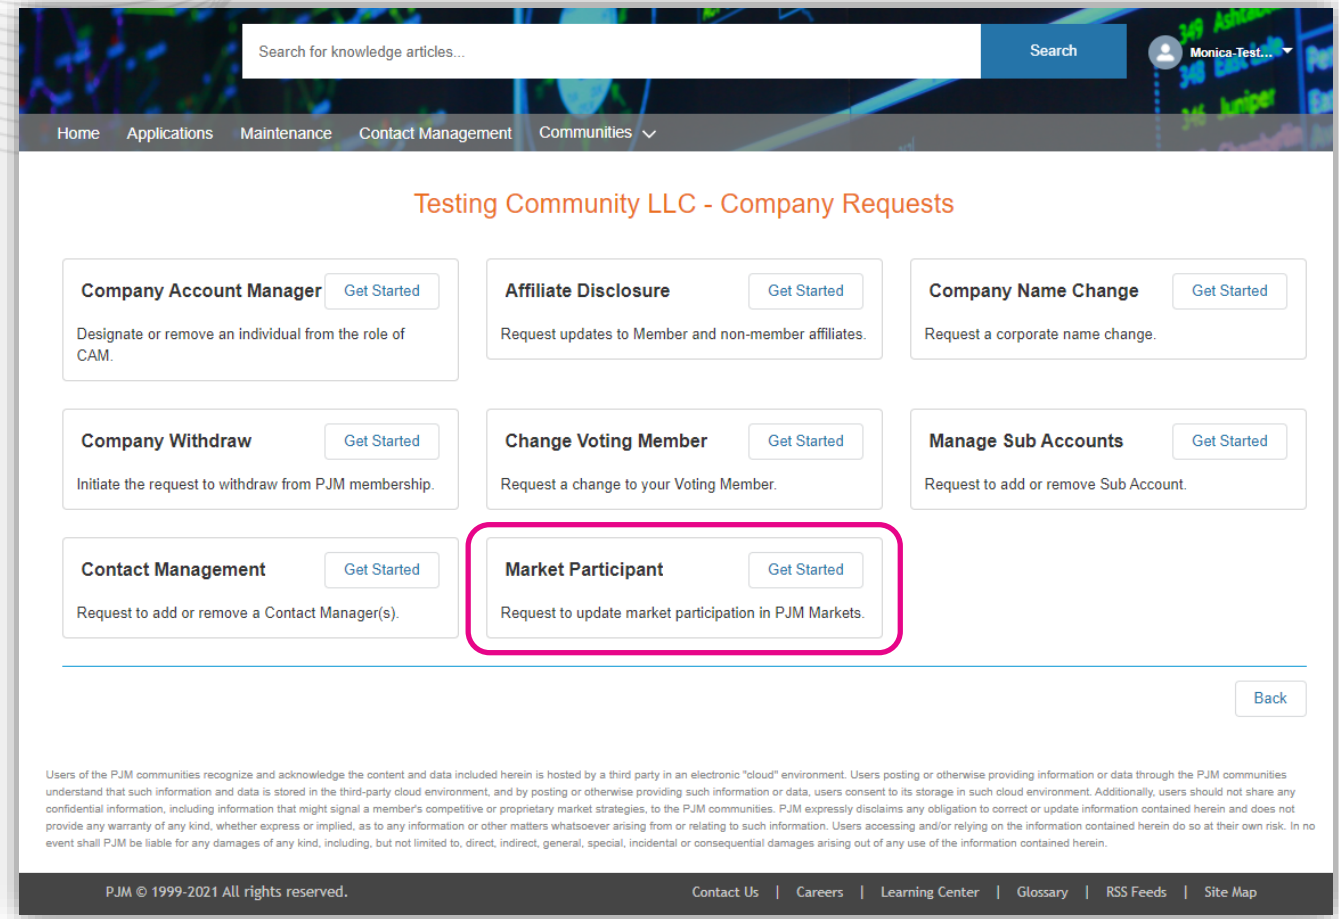 Search for knowledge articles...
Search
Monica-Test...
349 Ashtab
348 East
346 Juniper
Home Applications Maintenance Contact Management Communities
Testing Community LLC - Company Requests
Company Account Manager Get Started
Designate or remove an individual from the role of
CAM.
Affiliate Disclosure Get Started
Request updates to Member and non-member affiliates.
Company Name Change Get Started
Request a corporate name change.
Company Withdraw Get Started
Initiate the request to withdraw from PJM membership.
Change Voting Member Get Started
Request a change to your Voting Member.
Manage Sub Accounts Get Started
Request to add or remove Sub Account.
Contact Management Get Started
Request to add or remove a Contact Manager(s).
Market Participant Get Started
Request to update market participation in PJM Markets.
Back
Users of the PJM communities recognize and acknowledge the content and data included herein is hosted by a third party in an electronic "cloud" environment. Users posting or otherwise providing information or data through the PJM communities
understand that such information and data is stored in the third-party cloud environment, and by posting or otherwise providing such information or data, users consent to its storage in such cloud environment. Additionally, users should not share any
confidential information, including information that might signal a member's competitive or proprietary market strategies, to the PJM communities. PJM expressly disclaims any obligation to correct or update information contained herein and does not
provide any warranty of any kind, whether express or implied, as to any information or other matters whatsoever arising from or relating to such information. Users accessing and/or relying on the information contained herein do so at their own risk. In no
event shall PJM be liable for any damages of any kind, including, but not limited to, direct, indirect, general, special, incidental or consequential damages arising out of any use of the information contained herein.
PJM © 1999-2021 All rights reserved.
Contact Us | Careers | Learning Center | Glossary | RSS Feeds | Site Map